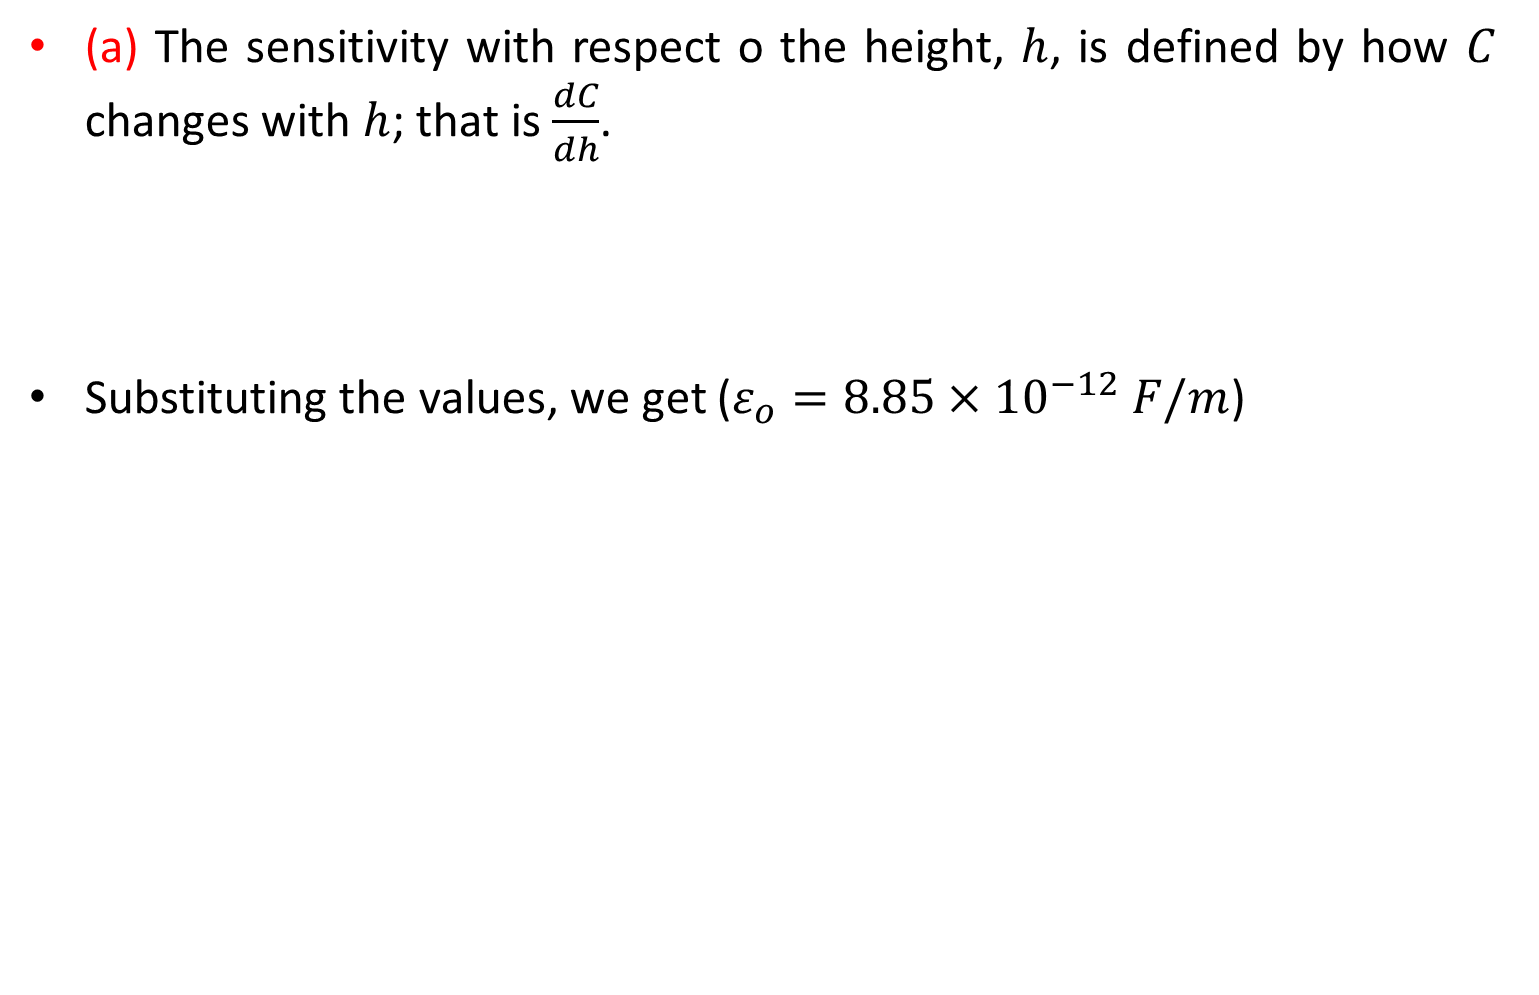 • (a) The sensitivity with respect o the height, h, is defined by how C
changes with h; that is dC/dh.
• Substituting the values, we get (εₒ = 8.85 × 10⁻¹² F/m)